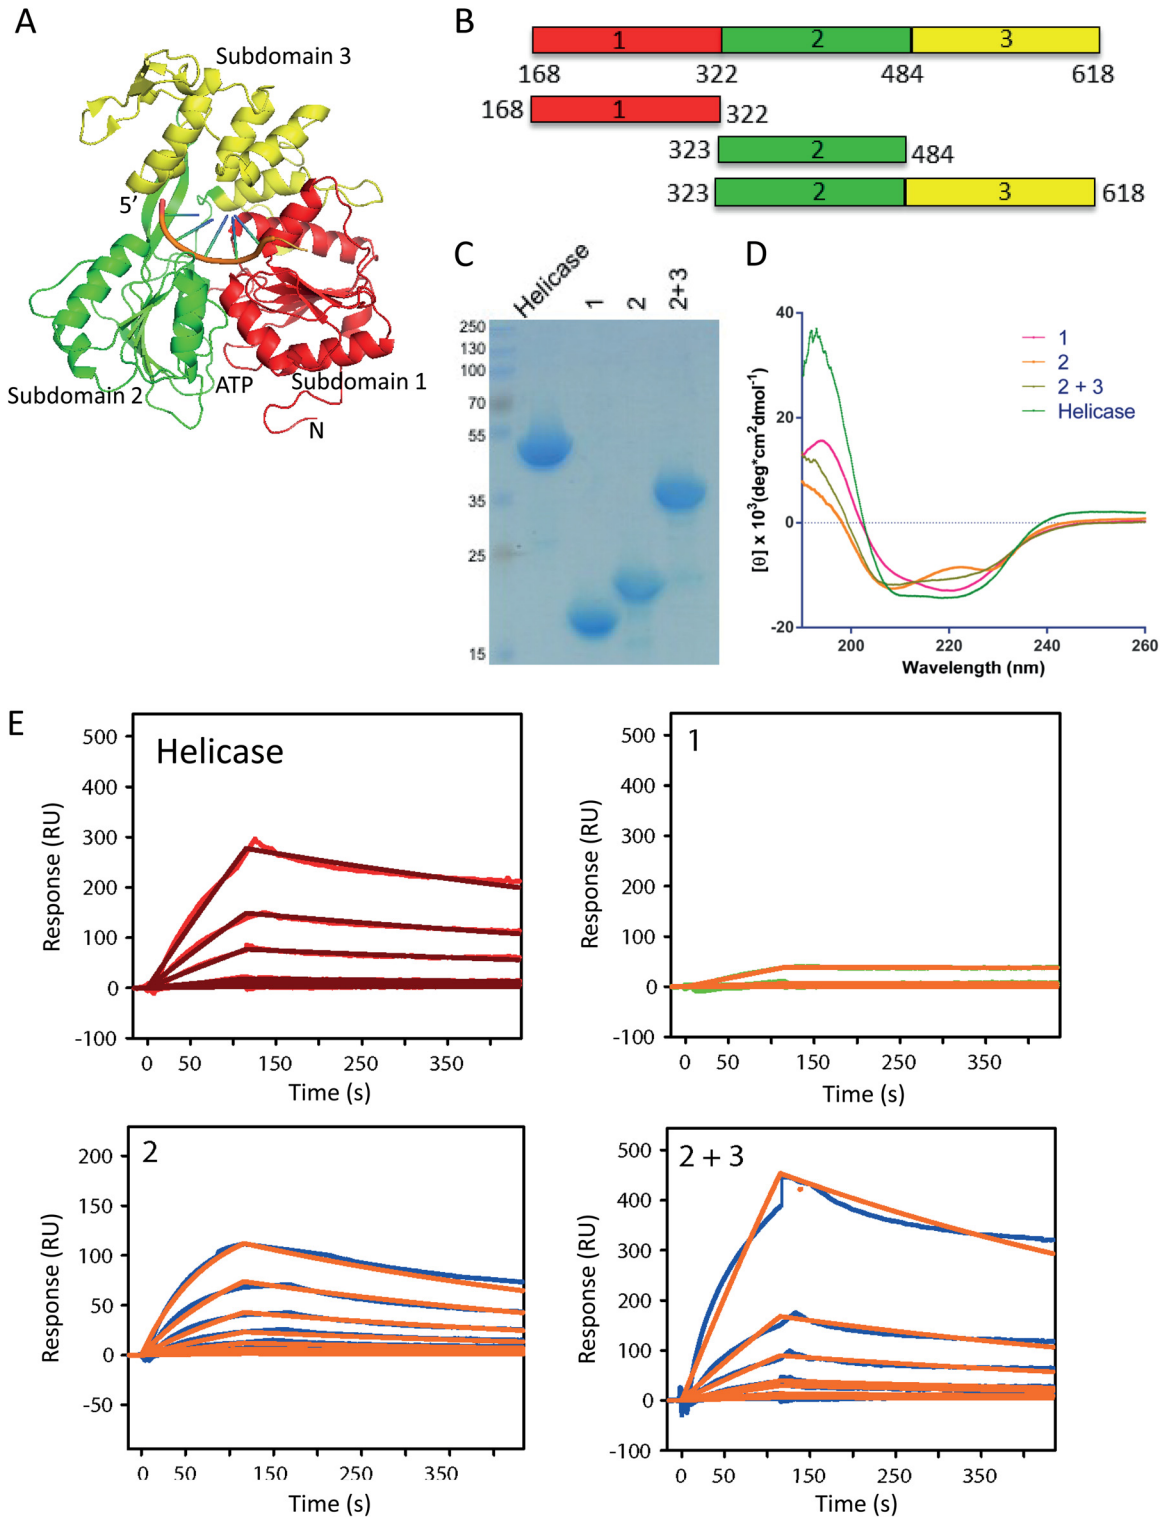 A
Subdomain 3
5’
Subdomain 2
ATP
Subdomain 1
N
B
1 2 3
168 322 484 618
168 1 322
323 2 484
323 2 3 618
C
Helicase 1 2 2+3
250
130
100
70
55
35
25
15
D
[θ] x 10³(deg*cm²dmol⁻¹)
40
20
0
-20
200 220 240 260
Wavelength (nm)
1
2
2 + 3
Helicase
E
Helicase
Response (RU)
500
400
300
200
100
0
-100
0 50 150 250 350
Time (s)
1
Response (RU)
500
400
300
200
100
0
-100
0 50 150 250 350
Time (s)
2
Response (RU)
200
150
100
50
0
-50
0 50 150 250 350
Time (s)
2 + 3
Response (RU)
500
400
300
200
100
0
-100
0 50 150 250 350
Time (s)